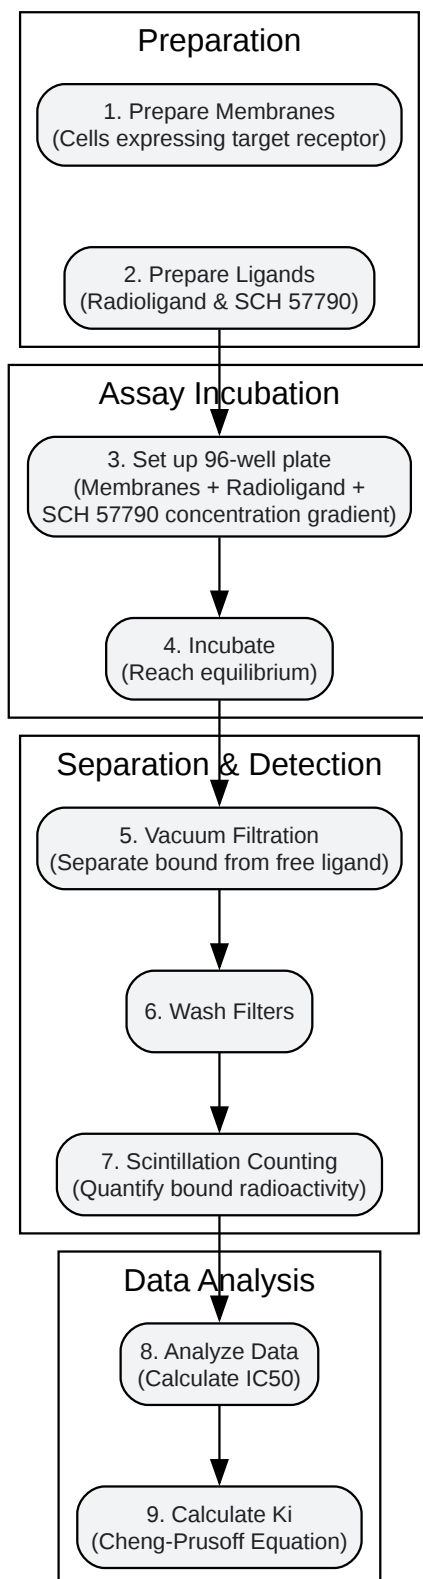 Preparation
1. Prepare Membranes
(Cells expressing target receptor)
2. Prepare Ligands
(Radioligand & SCH 57790)
Assay Incubation
3. Set up 96-well plate
(Membranes + Radioligand +
SCH 57790 concentration gradient)
4. Incubate
(Reach equilibrium)
Separation & Detection
5. Vacuum Filtration
(Separate bound from free ligand)
6. Wash Filters
7. Scintillation Counting
(Quantify bound radioactivity)
Data Analysis
8. Analyze Data
(Calculate IC50)
9. Calculate Ki
(Cheng-Prusoff Equation)